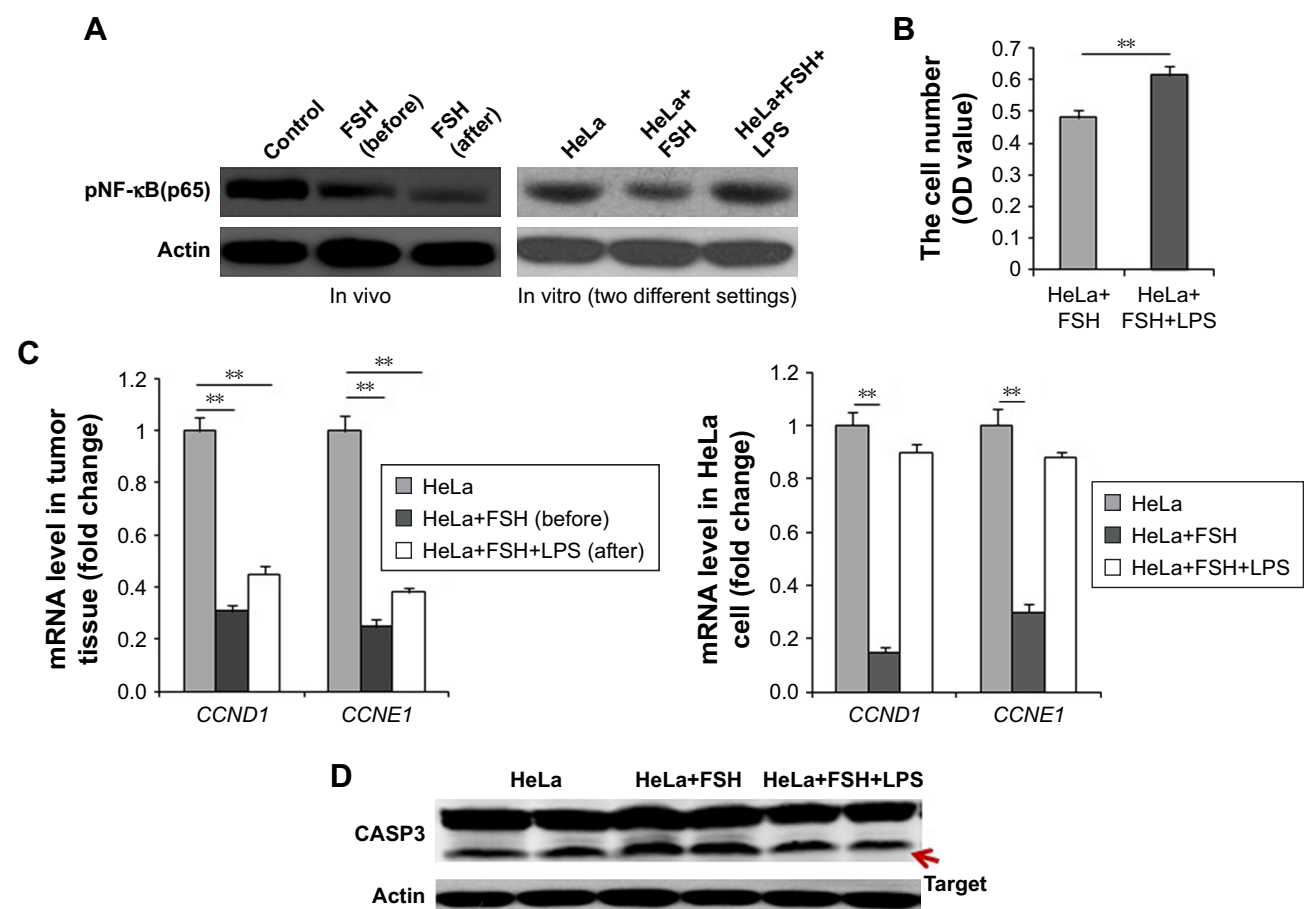 A
Control
FSH
(before)
FSH
(after)
HeLa
HeLa+
FSH
HeLa+FSH+
LPS
pNF-κB(p65)
Actin
In vivo
In vitro (two different settings)
B
The cell number
(OD value)
0.7
0.6
0.5
0.4
0.3
0.2
0.1
0
**
HeLa+
FSH
HeLa+
FSH+LPS
C
mRNA level in tumor
tissue (fold change)
1.2
1
0.8
0.6
0.4
0.2
0.0
**
**
**
**
CCND1
CCNE1
HeLa
HeLa+FSH (before)
HeLa+FSH+LPS (after)
mRNA level in HeLa
cell (fold change)
1.2
1
0.8
0.6
0.4
0.2
0.0
**
**
CCND1
CCNE1
HeLa
HeLa+FSH
HeLa+FSH+LPS
D
HeLa
HeLa+FSH
HeLa+FSH+LPS
CASP3
Target
Actin